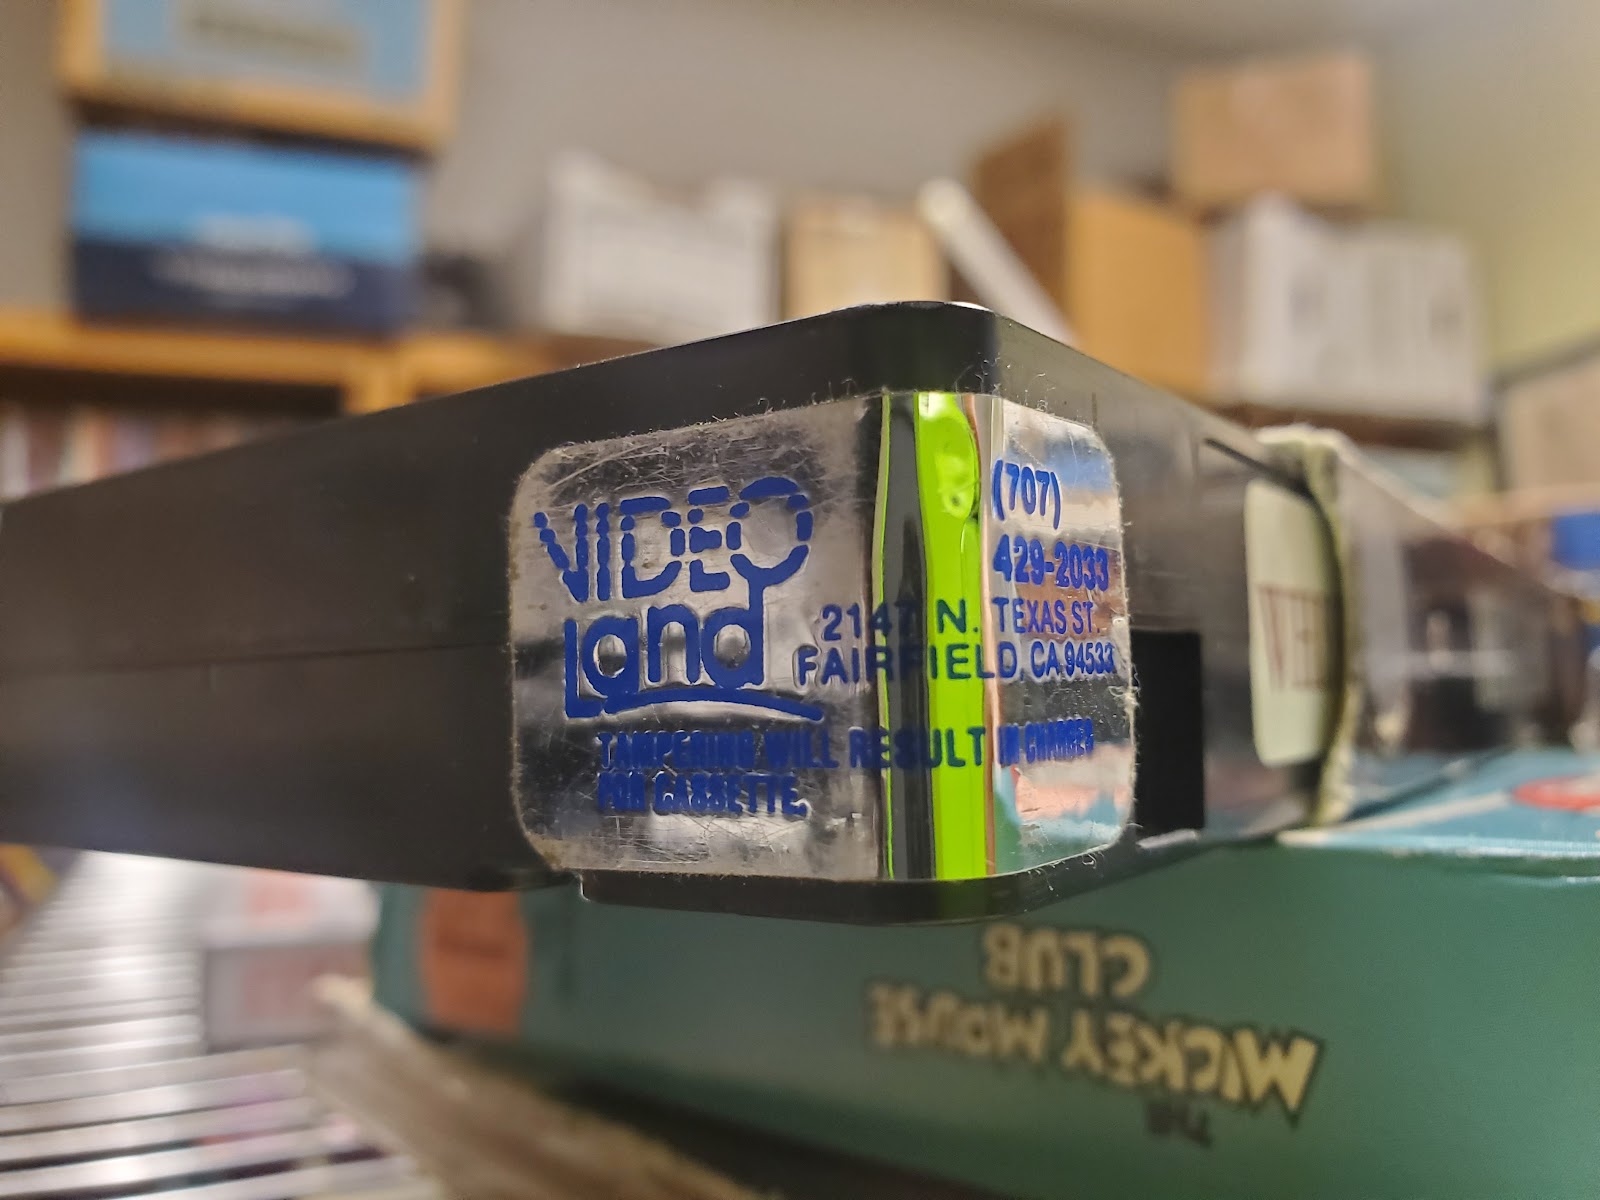 VIDEO
Land
(707)
429-2033
2147 N. TEXAS ST.
FAIRFIELD, CA 94533
TAMPERING WILL RESULT IN CHARGES
FOR CASSETTE.
THE
MICKEY MOUSE
CLUB